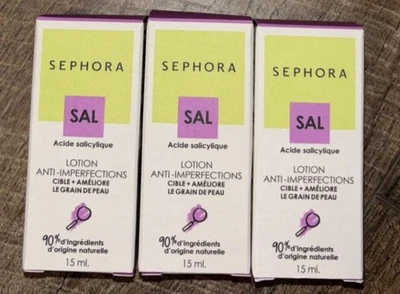 SEPHORA
SAL
Acide salicylique
LOTION
ANTI-IMPERFECTIONS
CIBLE + AMÉLIORE
LE GRAIN DE PEAU
90% d'ingrédients
d'origine naturelle
15 ml.
SEPHORA
SAL
Acide salicylique
LOTION
ANTI-IMPERFECTIONS
CIBLE + AMÉLIORE
LE GRAIN DE PEAU
90% d'ingrédients
d'origine naturelle
15 ml.
SEPHORA
SAL
Acide salicylique
LOTION
ANTI-IMPERFECTIONS
CIBLE + AMÉLIORE
LE GRAIN DE PEAU
90% d'ingrédients
d'origine naturelle
15 ml.